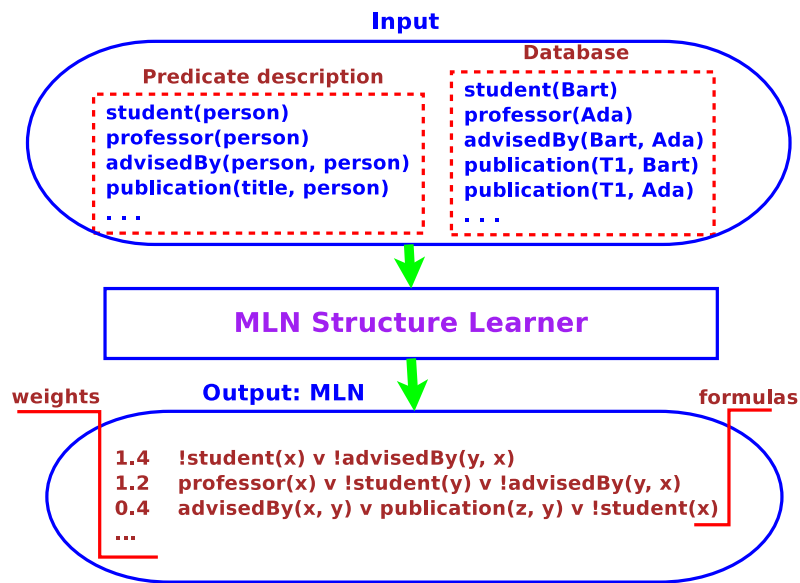 Input
Predicate description
student(person)
professor(person)
advisedBy(person, person)
publication(title, person)
. . .
Database
student(Bart)
professor(Ada)
advisedBy(Bart, Ada)
publication(T1, Bart)
publication(T1, Ada)
. . .
MLN Structure Learner
Output: MLN
weights
formulas
1.4 !student(x) v !advisedBy(y, x)
1.2 professor(x) v !student(y) v !advisedBy(y, x)
0.4 advisedBy(x, y) v publication(z, y) v !student(x)
...